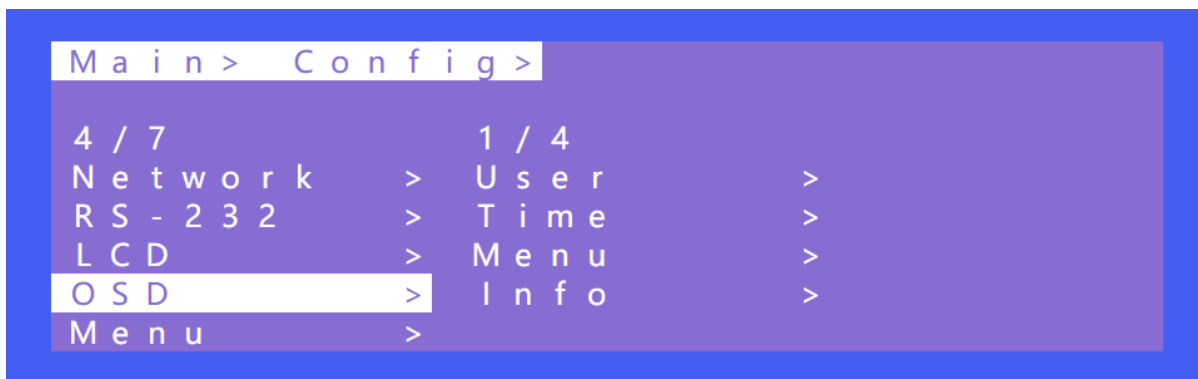 Main> Config>
4/7 1/4
Network > User >
RS-232 > Time >
LCD > Menu >
OSD > Info >
Menu >